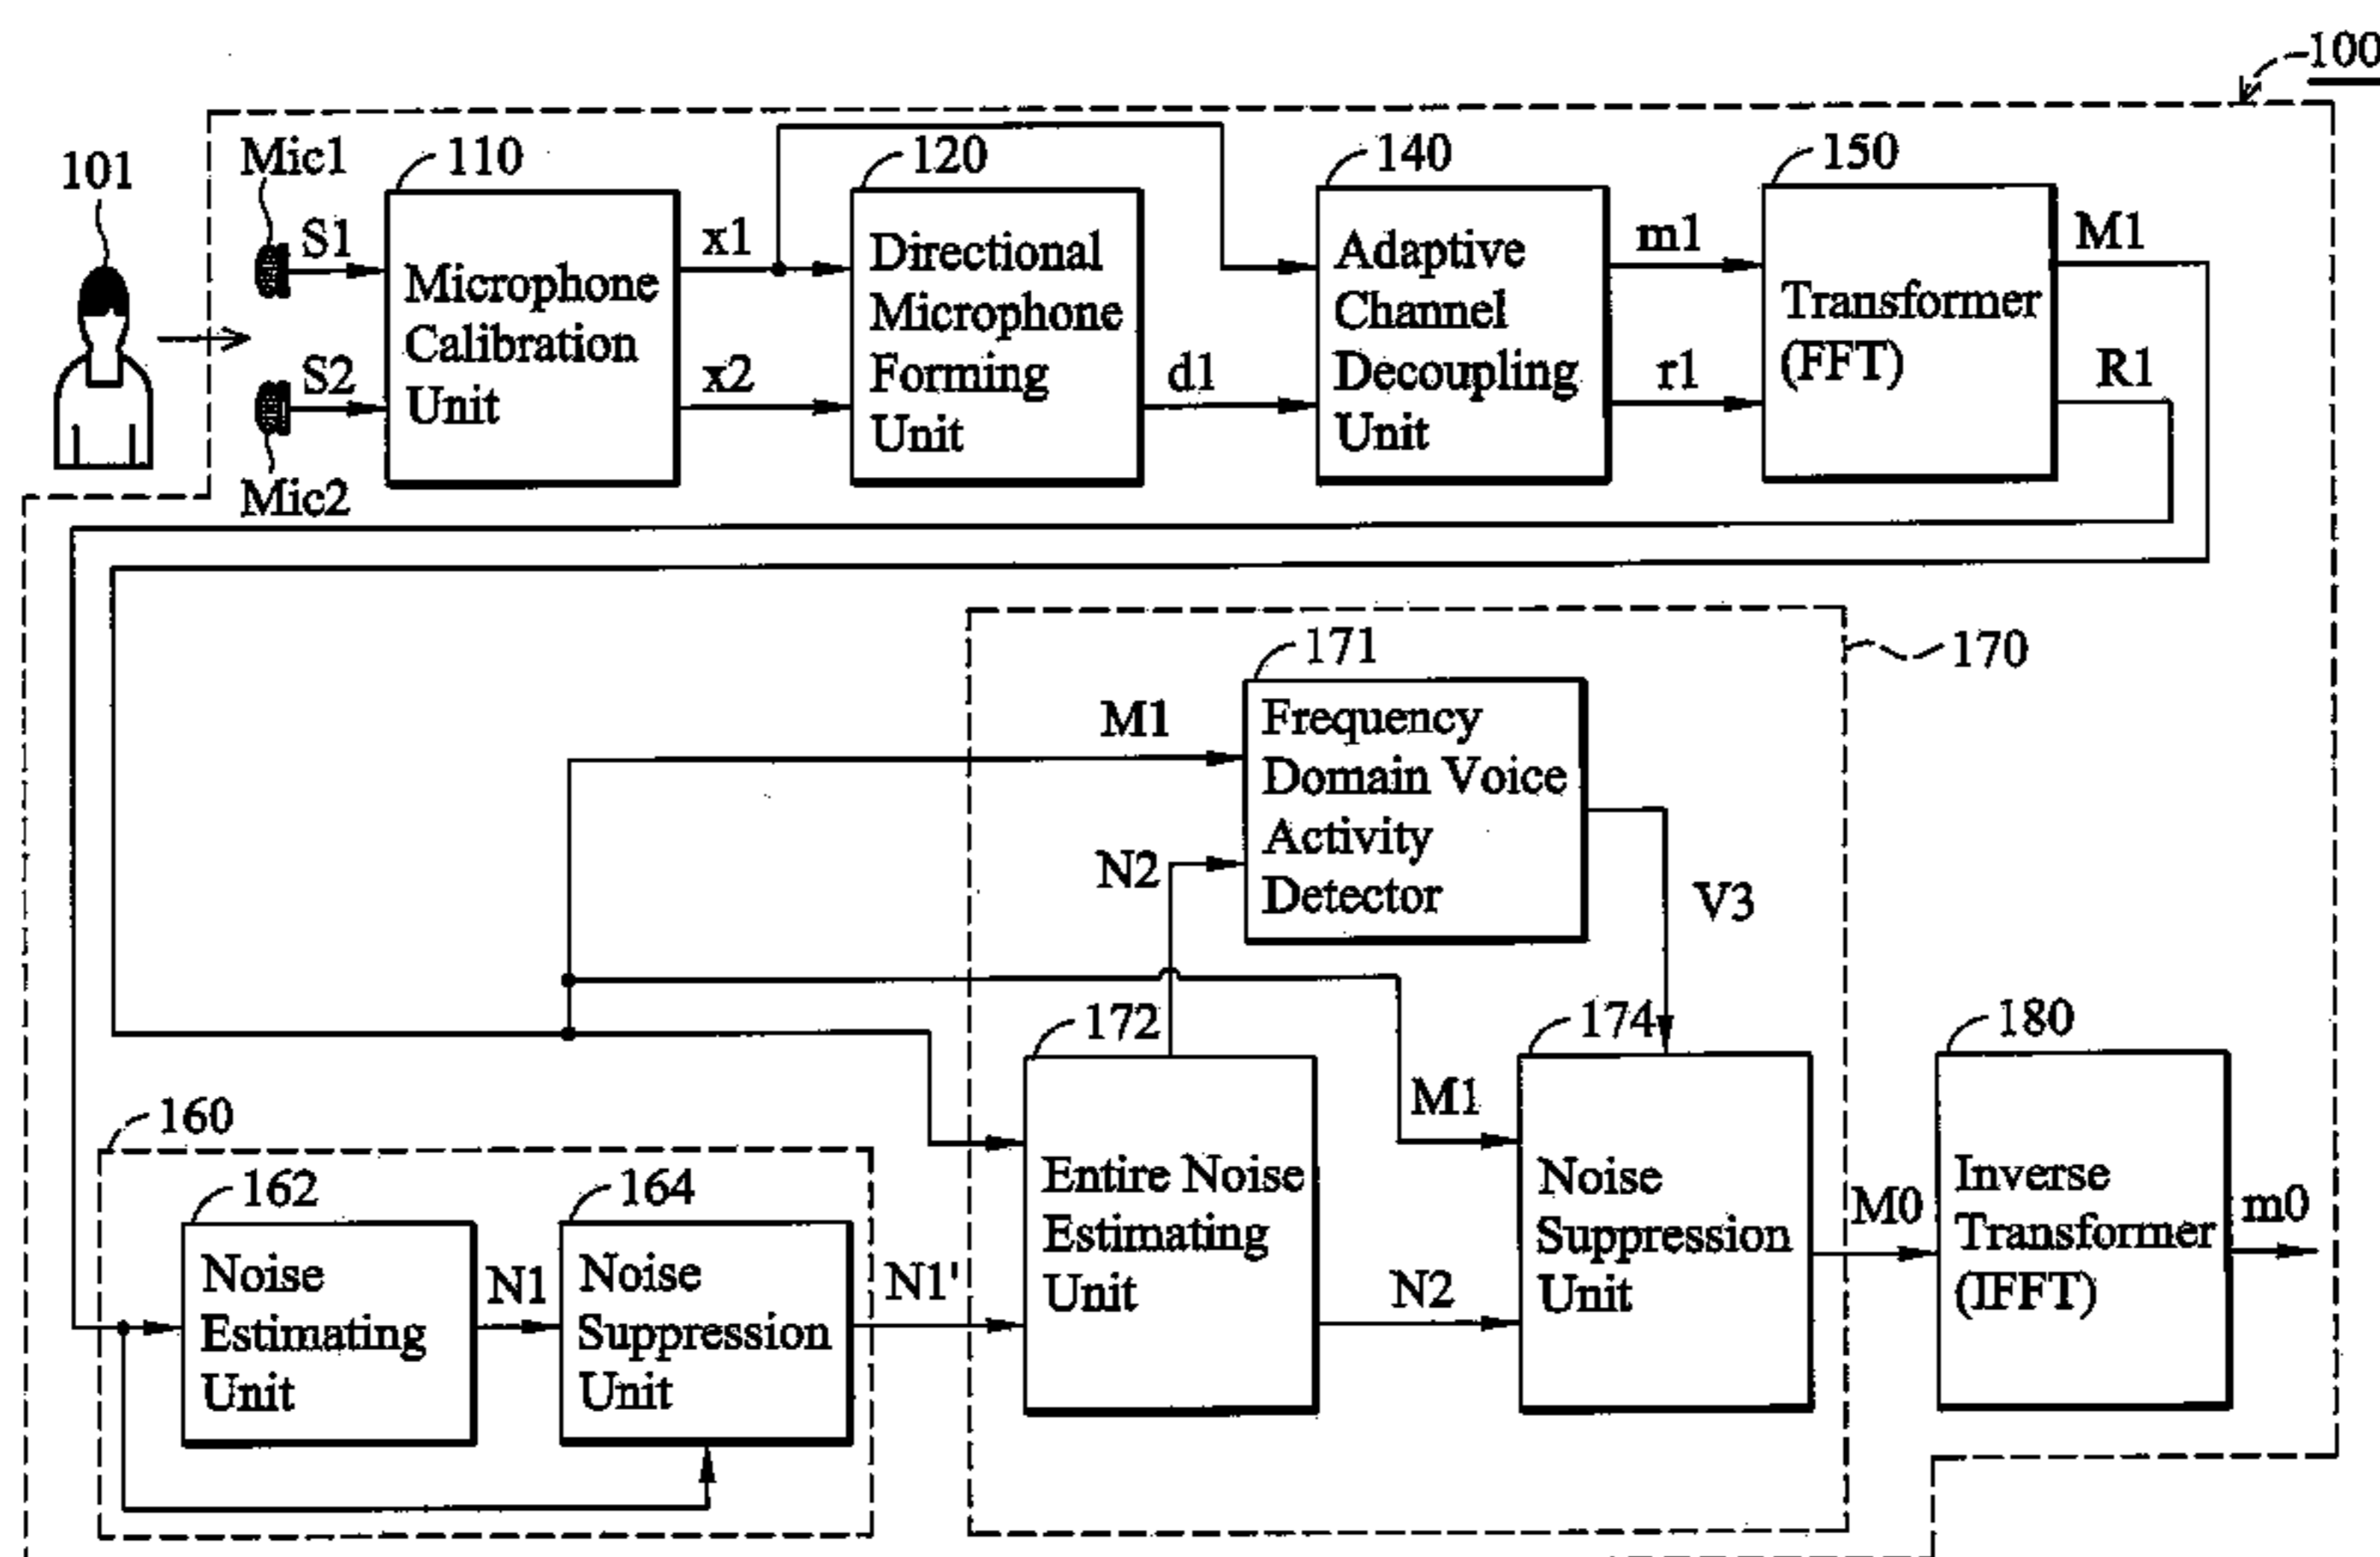 100
101
Mic1
110
120
140
150
S1
S2
Mic2
Microphone
Calibration
Unit
x1
x2
Directional
Microphone
Forming
Unit
d1
Adaptive
Channel
Decoupling
Unit
m1
r1
Transformer
(FFT)
M1
R1
170
171
M1
N2
Frequency
Domain Voice
Activity
Detector
V3
160
162
Noise
Estimating
Unit
N1
164
Noise
Suppression
Unit
N1'
172
Entire Noise
Estimating
Unit
M1
N2
174
Noise
Suppression
Unit
M0
180
Inverse
Transformer
(IFFT)
m0